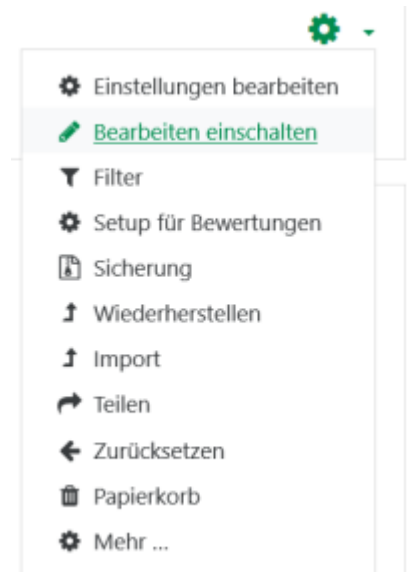 Einstellungen bearbeiten
Bearbeiten einschalten
Filter
Setup für Bewertungen
Sicherung
Wiederherstellen
Import
Teilen
Zurücksetzen
Papierkorb
Mehr ...